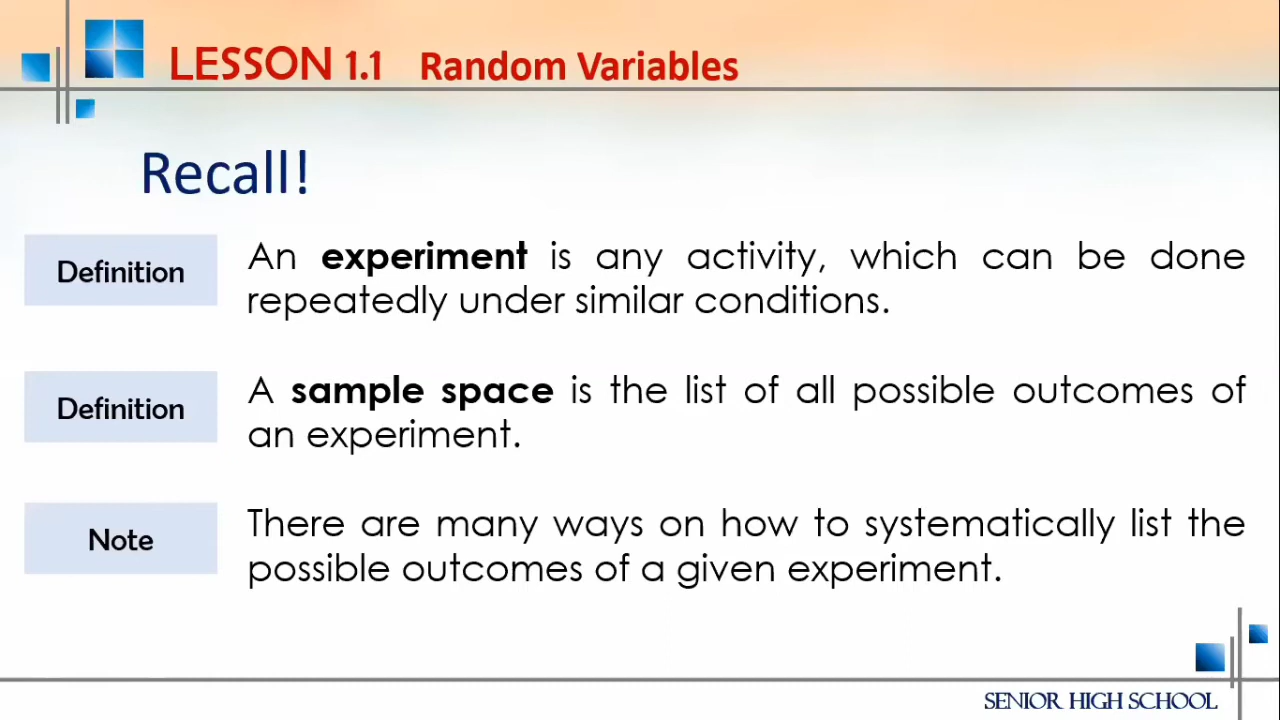 LESSON 1.1 Random Variables
Recall!
Definition
An experiment is any activity, which can be done
repeatedly under similar conditions.
Definition
A sample space is the list of all possible outcomes of
an experiment.
Note
There are many ways on how to systematically list the
possible outcomes of a given experiment.
SENIOR HIGH SCHOOL